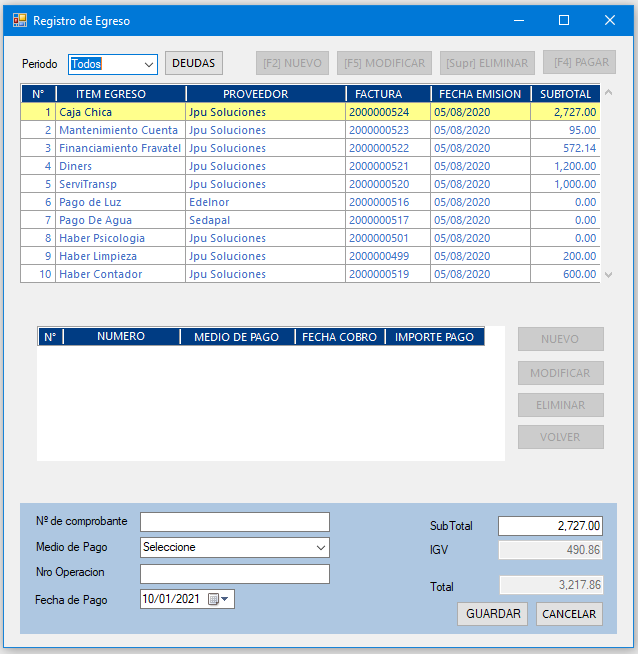 Registro de Egreso
Periodo Todos DEUDAS [F2] NUEVO [F5] MODIFICAR [Supr] ELIMINAR [F4] PAGAR
N° ITEM EGRESO PROVEEDOR FACTURA FECHA EMISION SUBTOTAL
1 Caja Chica Jpu Soluciones 2000000524 05/08/2020 2,727.00
2 Mantenimiento Cuenta Jpu Soluciones 2000000523 05/08/2020 95.00
3 Financiamiento Fravatel Jpu Soluciones 2000000522 05/08/2020 572.14
4 Diners Jpu Soluciones 2000000521 05/08/2020 1,200.00
5 ServiTransp Jpu Soluciones 2000000520 05/08/2020 1,000.00
6 Pago de Luz Edelnor 2000000516 05/08/2020 0.00
7 Pago De Agua Sedapal 2000000517 05/08/2020 0.00
8 Haber Psicologia Jpu Soluciones 2000000501 05/08/2020 0.00
9 Haber Limpieza Jpu Soluciones 2000000499 05/08/2020 200.00
10 Haber Contador Jpu Soluciones 2000000519 05/08/2020 600.00
N° NUMERO MEDIO DE PAGO FECHA COBRO IMPORTE PAGO
NUEVO
MODIFICAR
ELIMINAR
VOLVER
Nº de comprobante
Medio de Pago Seleccione
Nro Operacion
Fecha de Pago 10/01/2021
SubTotal 2,727.00
IGV 490.86
Total 3,217.86
GUARDAR CANCELAR